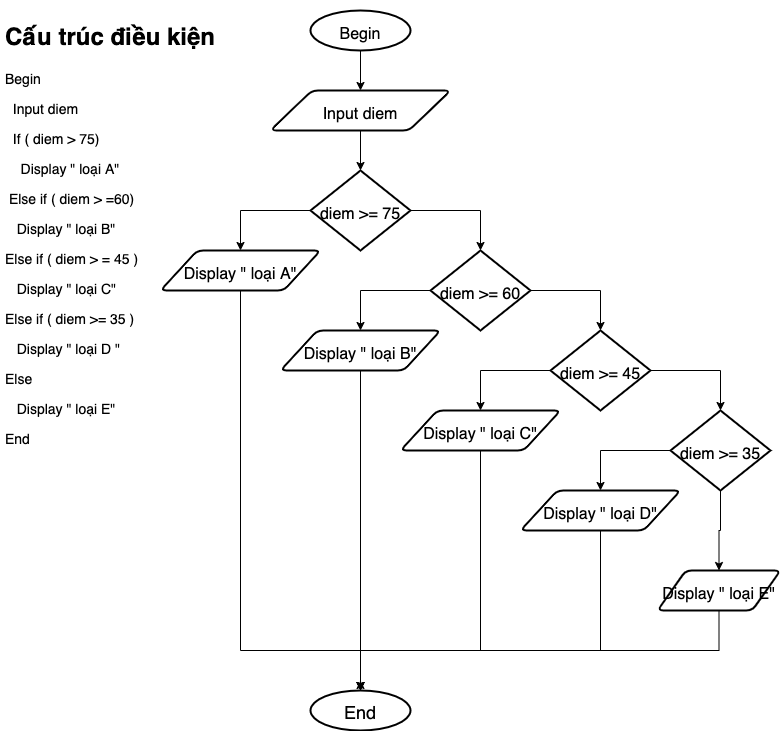 Cấu trúc điều kiện
Begin
Input diem
If ( diem > 75)
Display " loại A"
Else if ( diem > =60)
Display " loại B"
Else if ( diem > = 45 )
Display " loại C"
Else if ( diem >= 35 )
Display " loại D "
Else
Display " loại E"
End
Begin
Input diem
diem >= 75
Display " loại A"
diem >= 60
Display " loại B"
diem >= 45
Display " loại C"
diem >= 35
Display " loại D"
Display " loại E"
End